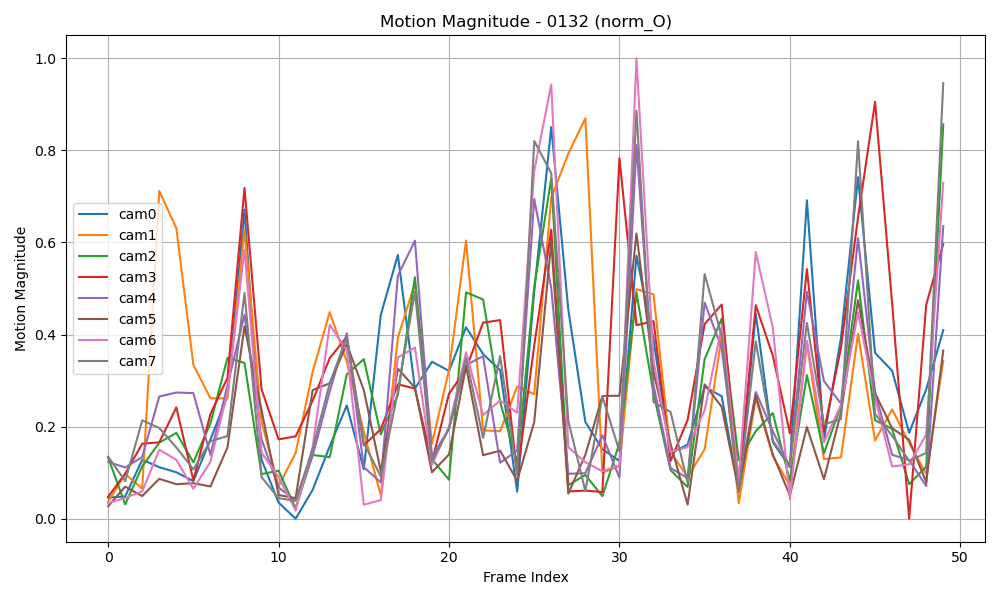 Motion Magnitude - 0132 (norm_O)
Motion Magnitude
1.0
0.8
0.6
0.4
0.2
0.0
cam0
cam1
cam2
cam3
cam4
cam5
cam6
cam7
0 10 20 30 40 50
Frame Index